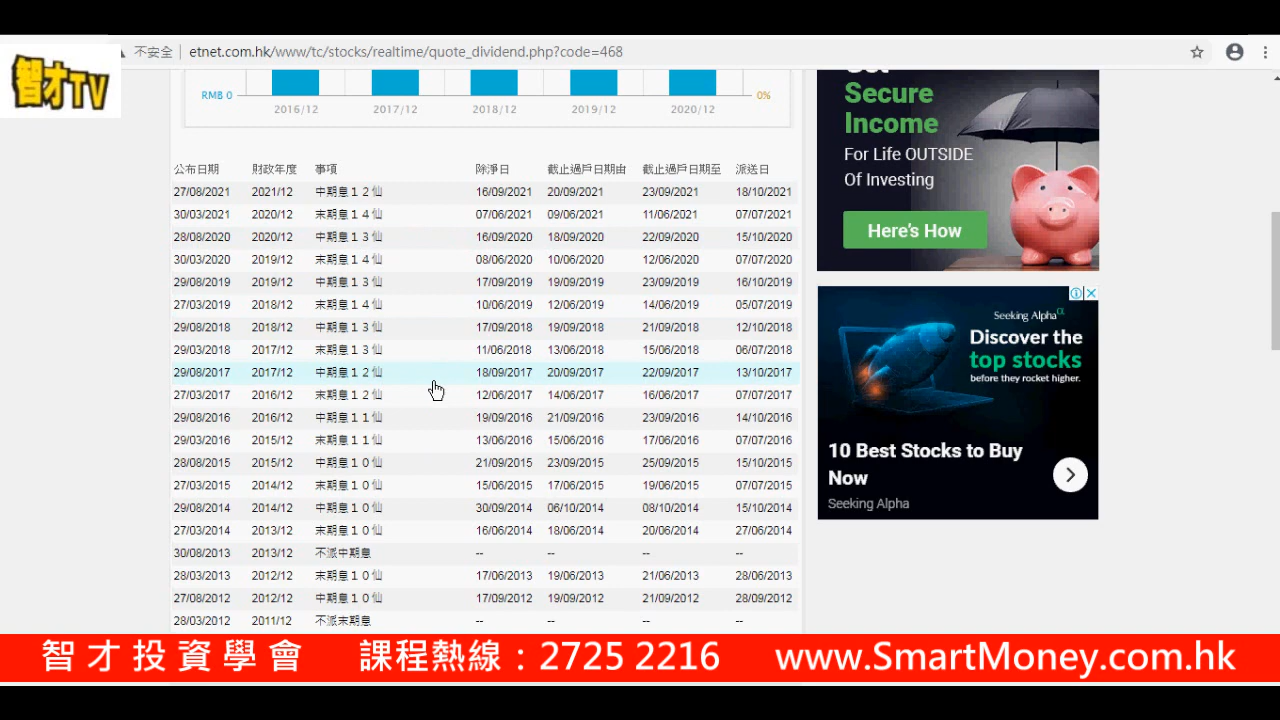 不安全 | etnet.com.hk/www/tc/stocks/realtime/quote_dividend.php?code=468
智才TV
RMB 0
0%
2016/12 2017/12 2018/12 2019/12 2020/12
公布日期 財政年度 事項 除淨日 截止過戶日期由 截止過戶日期至 派送日
27/08/2021 2021/12 中期息１２仙 16/09/2021 20/09/2021 23/09/2021 18/10/2021
30/03/2021 2020/12 末期息１４仙 07/06/2021 09/06/2021 11/06/2021 07/07/2021
28/08/2020 2020/12 中期息１３仙 16/09/2020 18/09/2020 22/09/2020 15/10/2020
30/03/2020 2019/12 末期息１４仙 08/06/2020 10/06/2020 12/06/2020 07/07/2020
29/08/2019 2019/12 中期息１３仙 17/09/2019 19/09/2019 23/09/2019 16/10/2019
27/03/2019 2018/12 末期息１４仙 10/06/2019 12/06/2019 14/06/2019 05/07/2019
29/08/2018 2018/12 中期息１３仙 17/09/2018 19/09/2018 21/09/2018 12/10/2018
29/03/2018 2017/12 末期息１３仙 11/06/2018 13/06/2018 15/06/2018 06/07/2018
29/08/2017 2017/12 中期息１２仙 18/09/2017 20/09/2017 22/09/2017 13/10/2017
27/03/2017 2016/12 末期息１２仙 12/06/2017 14/06/2017 16/06/2017 07/07/2017
29/08/2016 2016/12 中期息１１仙 19/09/2016 21/09/2016 23/09/2016 14/10/2016
29/03/2016 2015/12 末期息１１仙 13/06/2016 15/06/2016 17/06/2016 07/07/2016
28/08/2015 2015/12 中期息１０仙 21/09/2015 23/09/2015 25/09/2015 15/10/2015
27/03/2015 2014/12 末期息１０仙 15/06/2015 17/06/2015 19/06/2015 07/07/2015
29/08/2014 2014/12 中期息１０仙 30/09/2014 06/10/2014 08/10/2014 15/10/2014
27/03/2014 2013/12 末期息１０仙 16/06/2014 18/06/2014 20/06/2014 27/06/2014
30/08/2013 2013/12 不派中期息 -- -- -- --
28/03/2013 2012/12 末期息１０仙 17/06/2013 19/06/2013 21/06/2013 28/06/2013
27/08/2012 2012/12 中期息１０仙 17/09/2012 19/09/2012 21/09/2012 28/09/2012
28/03/2012 2011/12 不派末期息 -- -- -- --
Secure
Income
For Life OUTSIDE
Of Investing
Here's How
Seeking Alphaα
Discover the
top stocks
before they rocket higher.
10 Best Stocks to Buy
Now
Seeking Alpha
智才投資學會 課程熱線：2725 2216 www.SmartMoney.com.hk